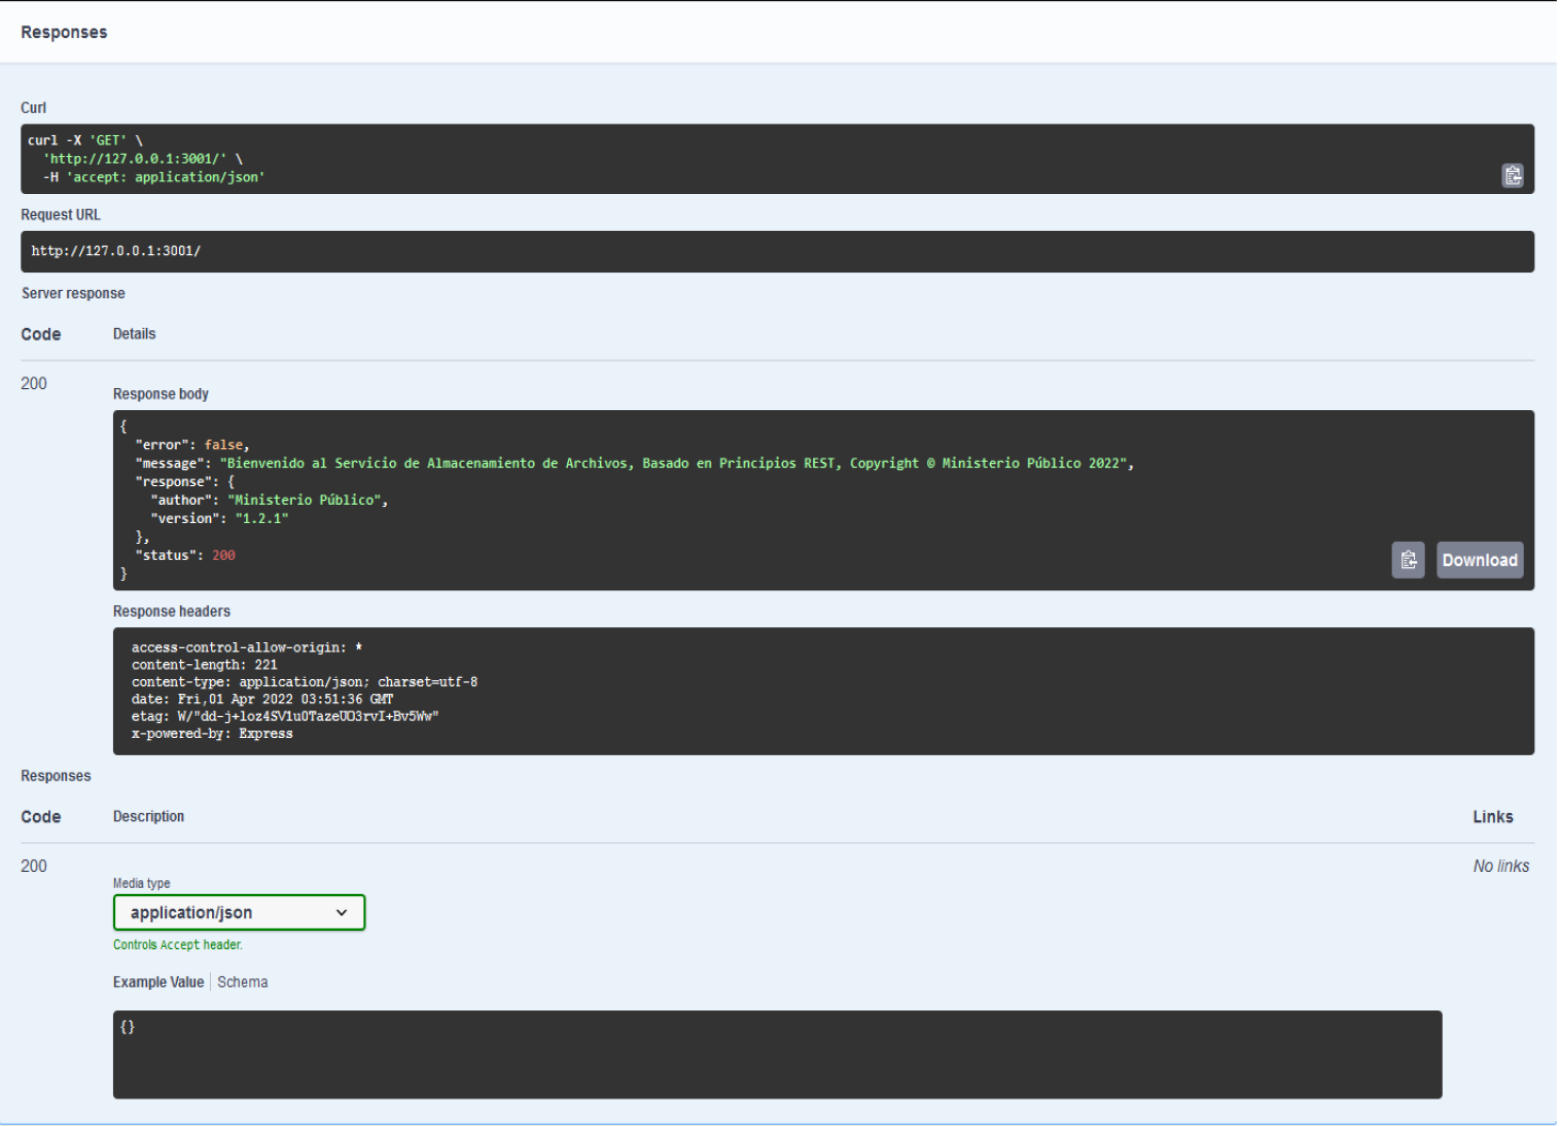 Responses
Curl
curl -X 'GET' \
'http://127.0.0.1:3001/' \
-H 'accept: application/json'
Request URL
http://127.0.0.1:3001/
Server response
Code Details
200
Response body
{
"error": false,
"message": "Bienvenido al Servicio de Almacenamiento de Archivos, Basado en Principios REST, Copyright © Ministerio Público 2022",
"response": {
"author": "Ministerio Público",
"version": "1.2.1"
},
"status": 200
}
Download
Response headers
access-control-allow-origin: *
content-length: 221
content-type: application/json; charset=utf-8
date: Fri,01 Apr 2022 03:51:36 GMT
etag: W/"dd-j+loz4SV1u0TazeUO3rvI+Bv5Ww"
x-powered-by: Express
Responses
Code Description Links
200 No links
Media type
application/json
Controls Accept header.
Example Value Schema
{}